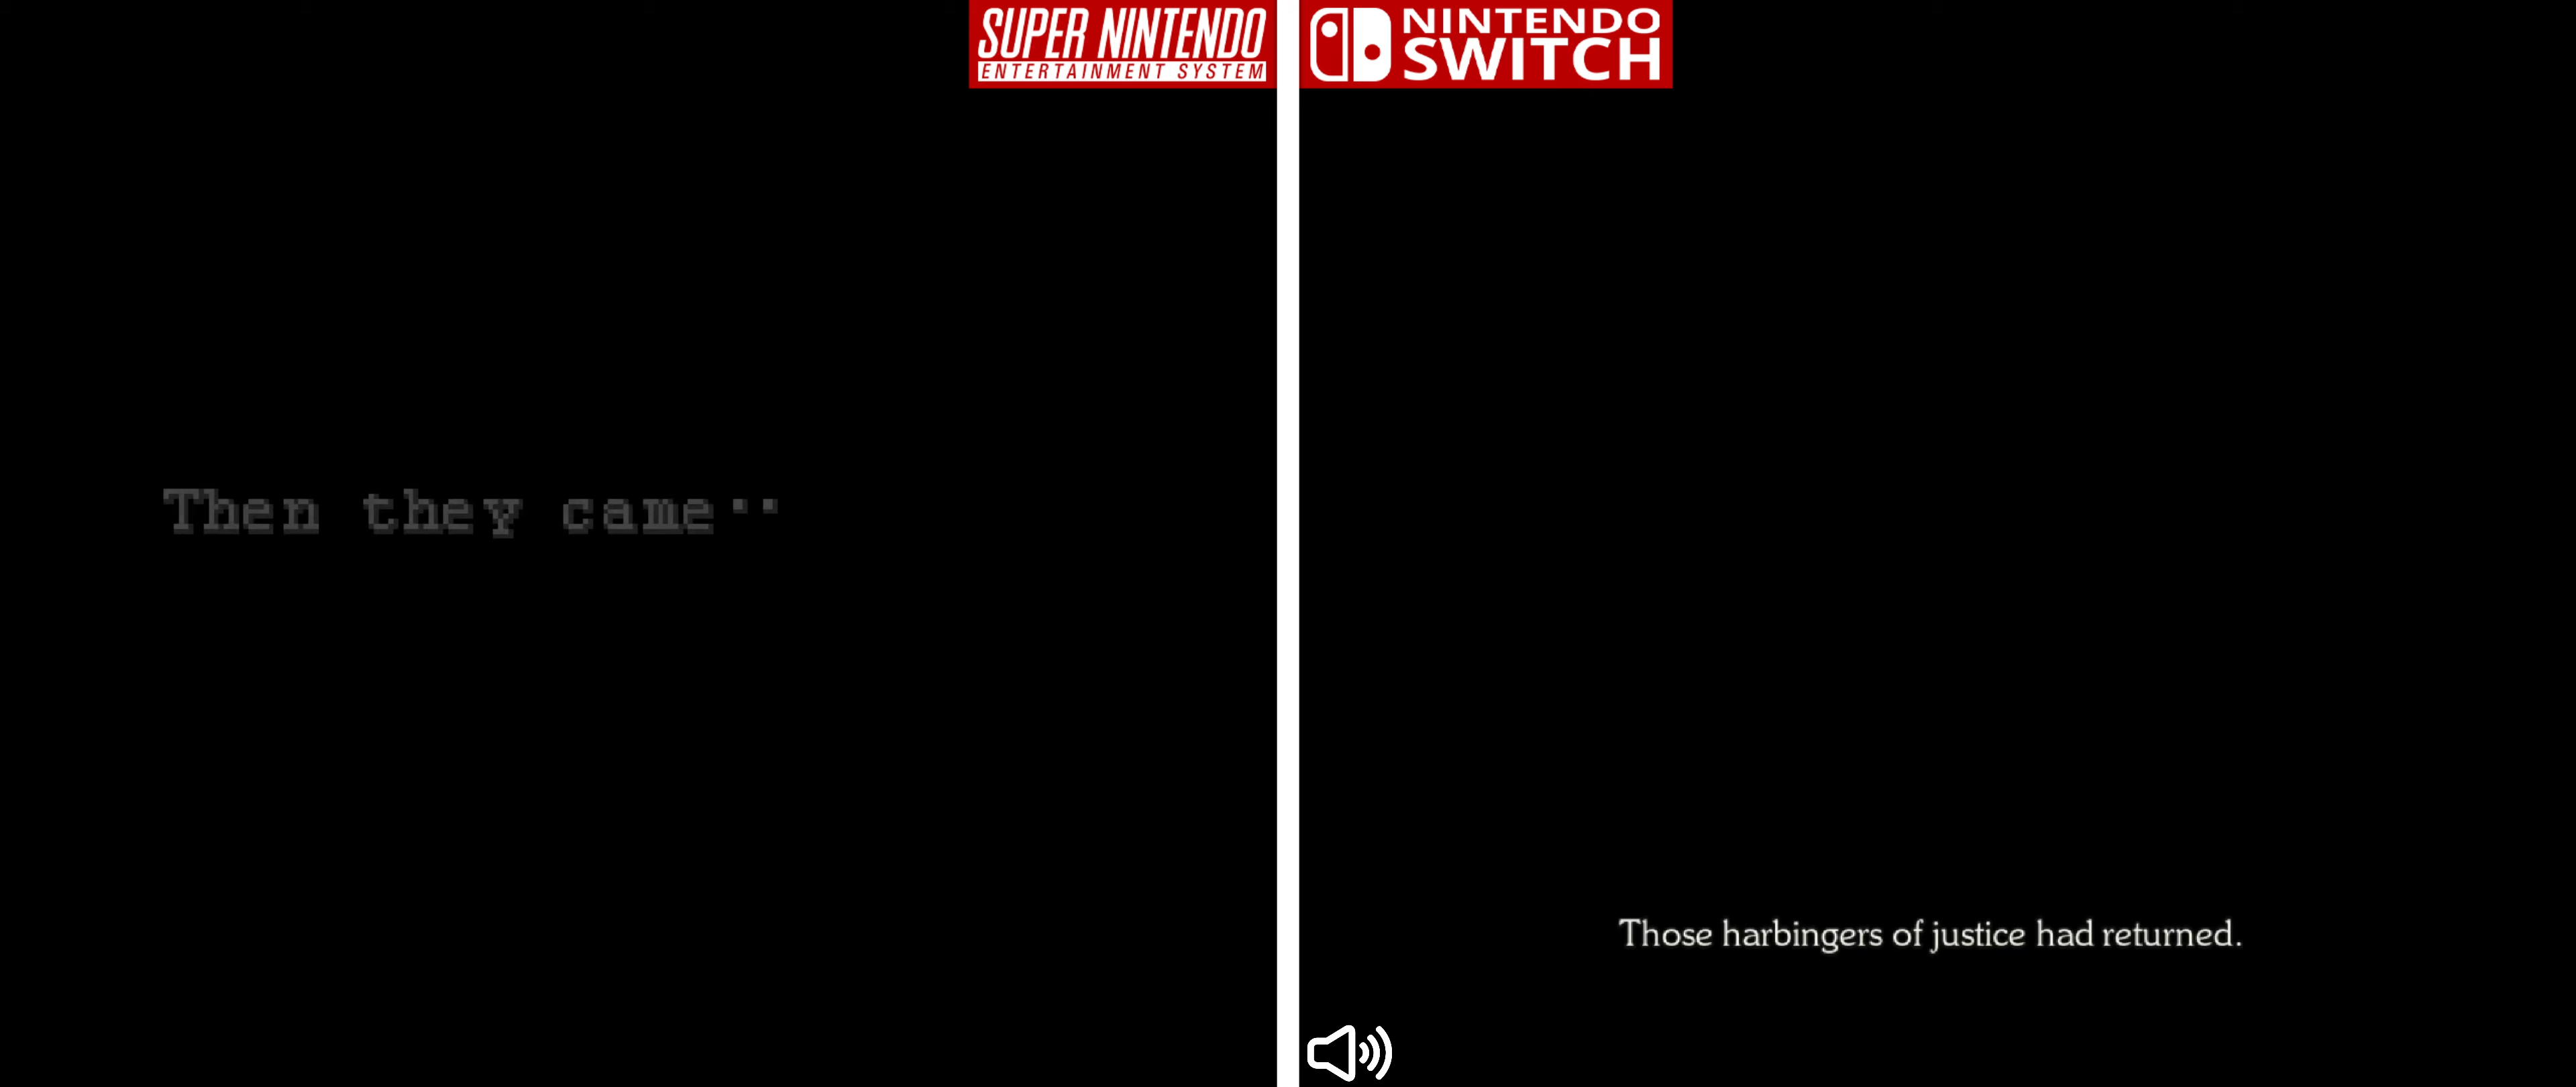 SUPER NINTENDO
ENTERTAINMENT SYSTEM
NINTENDO
SWITCH
Then they came··
Those harbingers of justice had returned.